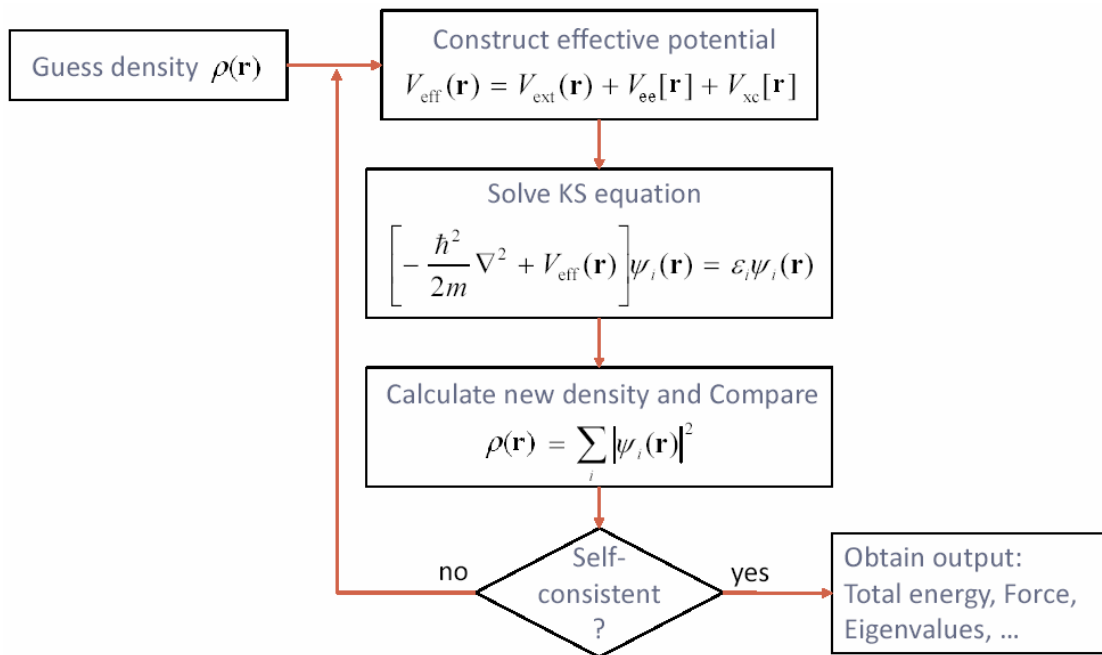 Guess density ρ(r)
Construct effective potential
V_eff(r) = V_ext(r) + V_ee[r] + V_xc[r]
Solve KS equation
[-ħ²/2m ∇² + V_eff(r)]ψ_i(r) = ε_iψ_i(r)
Calculate new density and Compare
ρ(r) = ∑_i |ψ_i(r)|²
no
Self-
consistent
?
yes
Obtain output:
Total energy, Force,
Eigenvalues, ...